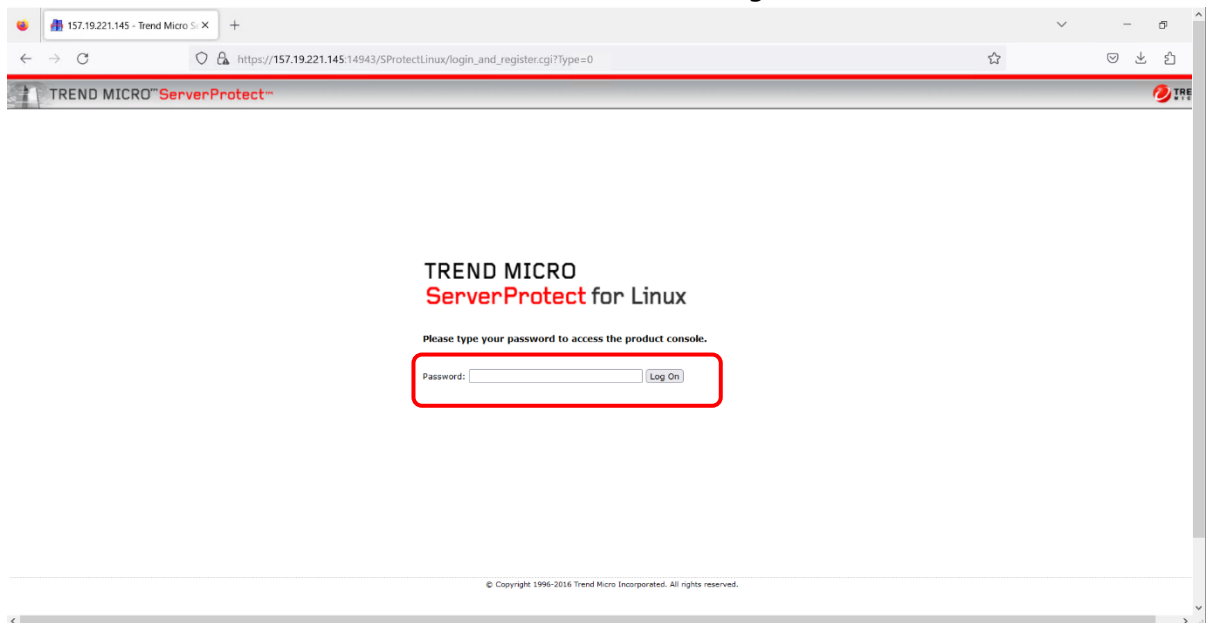 157.19.221.145 - Trend Micro S
https://157.19.221.145:14943/SProtectLinux/login_and_register.cgi?Type=0
TREND MICRO™ ServerProtect™
TREND MICRO
ServerProtect for Linux
Please type your password to access the product console.
Password: Log On
© Copyright 1996-2016 Trend Micro Incorporated. All rights reserved.